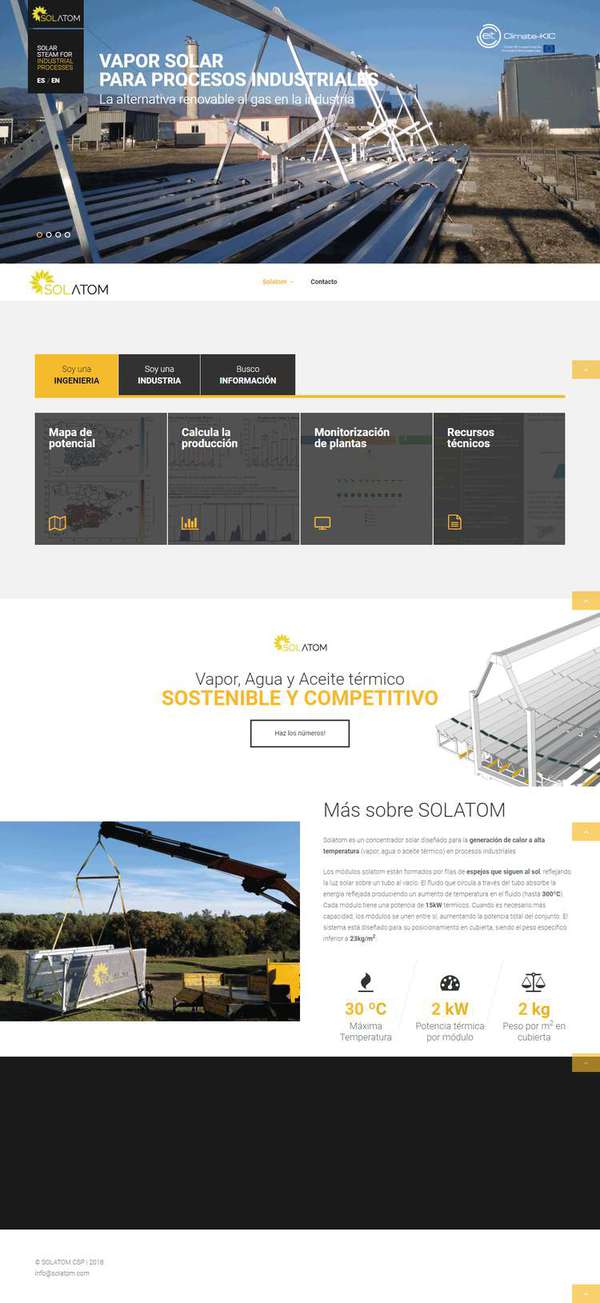 SOLATOM
SOLAR
STEAM FOR
INDUSTRIAL
PROCESSES
ES / EN
VAPOR SOLAR
PARA PROCESOS INDUSTRIALES
La alternativa renovable al gas en la industria
eit Climate-KIC
SOLATOM
Solatom
Contacto
Soy una
INGENIERIA
Soy una
INDUSTRIA
Busco
INFORMACIÓN
Mapa de
potencial
Calcula la
producción
Monitorización
de plantas
Recursos
técnicos
SOLATOM
Vapor, Agua y Aceite térmico
SOSTENIBLE Y COMPETITIVO
Haz los números!
Más sobre SOLATOM
Solatom es un concentrador solar diseñado para la generación de calor a alta
temperatura (vapor, agua o aceite térmico) en procesos industriales
Los módulos solatom están formados por filas de espejos que siguen al sol, reflejando
la luz solar sobre un tubo al vacío. El fluido que circula a través del tubo absorbe la
energía reflejada produciendo un aumento de temperatura en el fluido (hasta 300ºC).
Cada módulo tiene una potencia de 15kW térmicos. Cuando es necesario más
capacidad, los módulos se unen entre sí, aumentando la potencia total del conjunto. El
sistema está diseñado para su posicionamiento en cubierta, siendo el peso específico
inferior a 23kg/m².
30 ºC
Máxima
Temperatura
2 kW
Potencia térmica
por módulo
2 kg
Peso por m² en
cubierta
© SOLATOM CSP | 2018
info@solatom.com